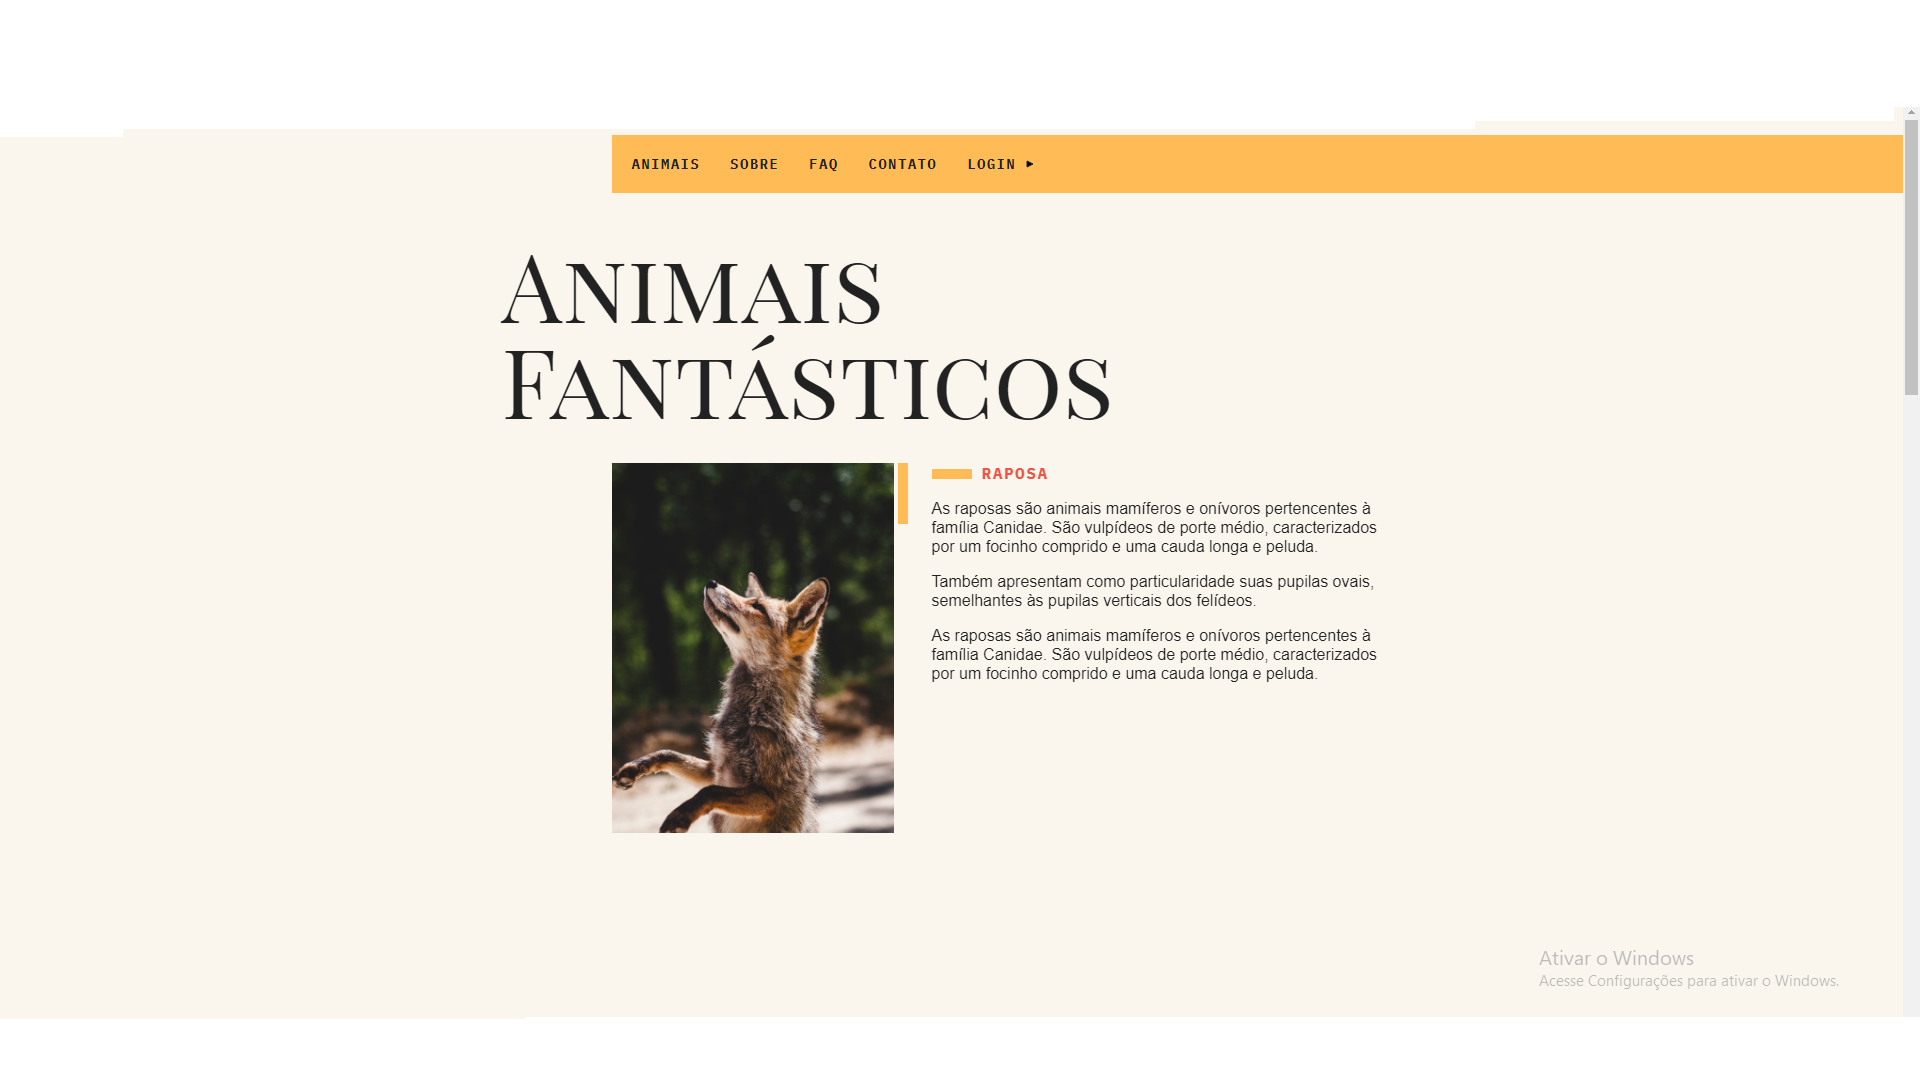 ANIMAIS SOBRE FAQ CONTATO LOGIN ▸
ANIMAIS
FANTÁSTICOS
RAPOSA
As raposas são animais mamíferos e onívoros pertencentes à
família Canidae. São vulpídeos de porte médio, caracterizados
por um focinho comprido e uma cauda longa e peluda.
Também apresentam como particularidade suas pupilas ovais,
semelhantes às pupilas verticais dos felídeos.
As raposas são animais mamíferos e onívoros pertencentes à
família Canidae. São vulpídeos de porte médio, caracterizados
por um focinho comprido e uma cauda longa e peluda.
Ativar o Windows
Acesse Configurações para ativar o Windows.